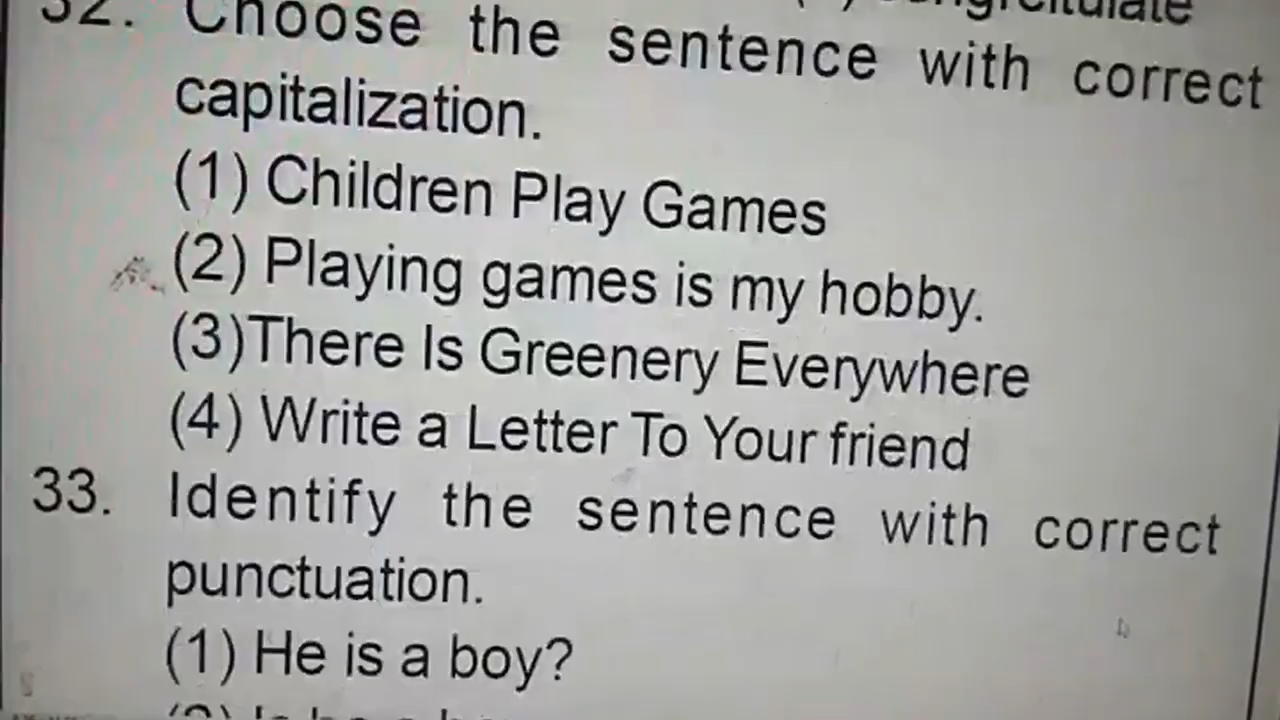 32. Choose the sentence with correct
capitalization.
(1) Children Play Games
(2) Playing games is my hobby.
(3)There Is Greenery Everywhere
(4) Write a Letter To Your friend
33. Identify the sentence with correct
punctuation.
(1) He is a boy?